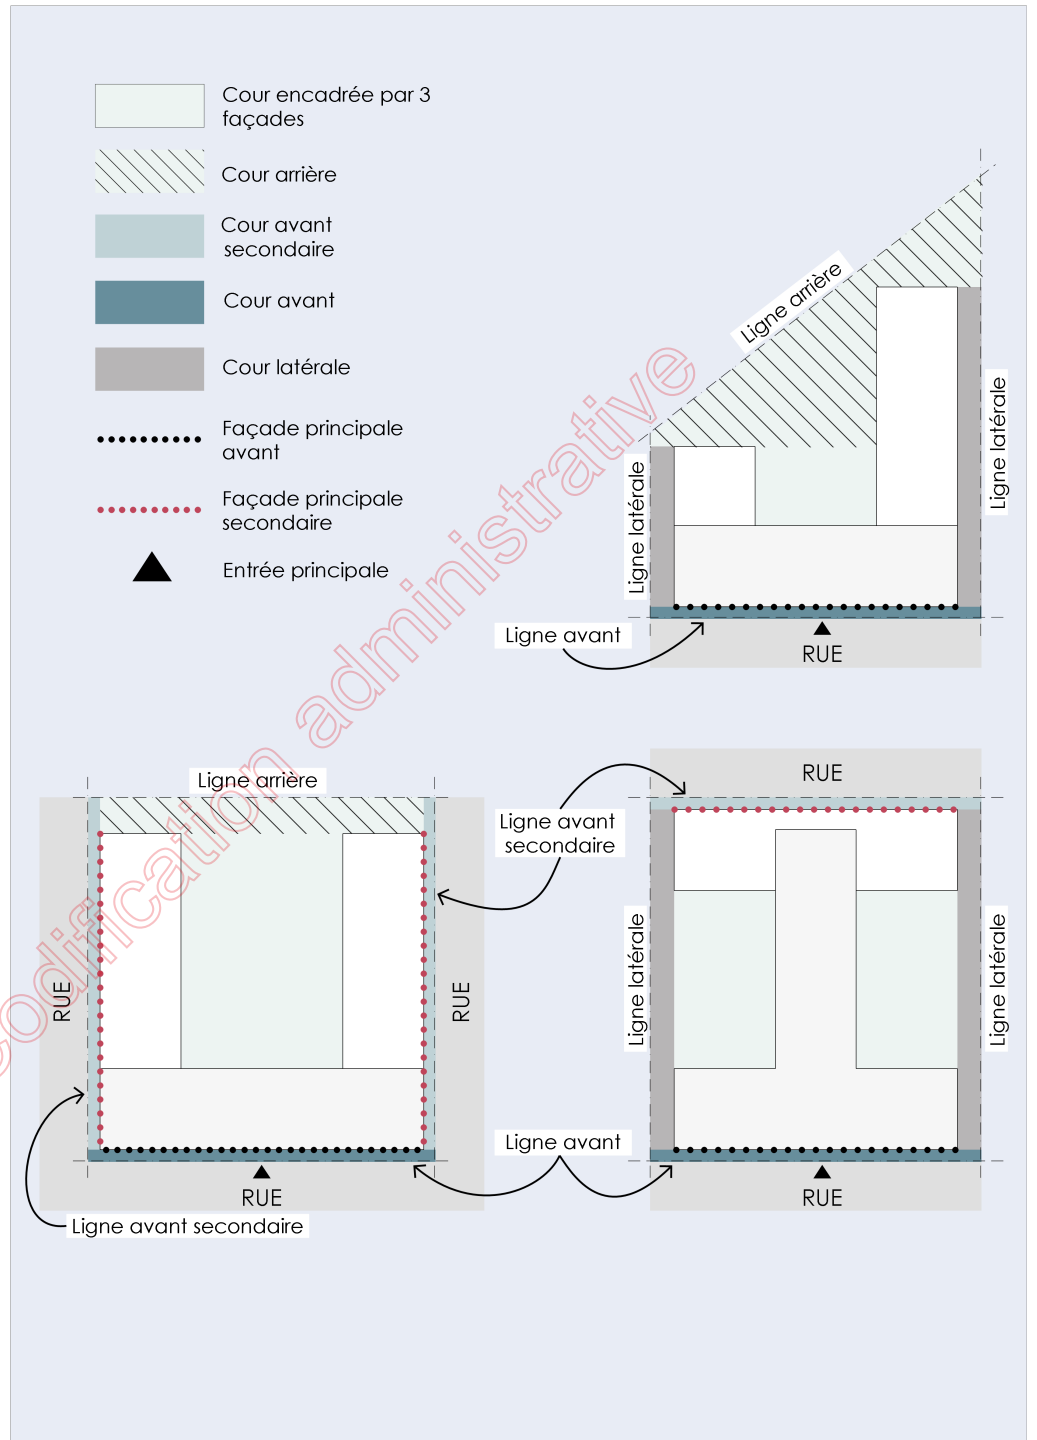 Cour encadrée par 3
façades
Cour arrière
Cour avant
secondaire
Cour avant
Cour latérale
Façade principale
avant
Façade principale
secondaire
Entrée principale
Ligne arrière
Ligne latérale
Ligne latérale
Ligne avant
RUE
Ligne arrière
RUE
RUE
RUE
Ligne avant secondaire
Ligne avant
secondaire
Ligne avant
RUE
Ligne latérale
Ligne latérale
RUE
codification administrative